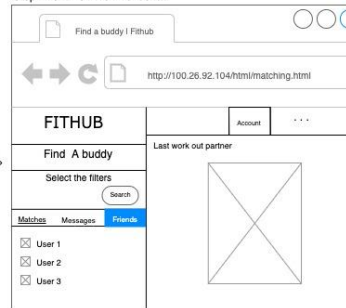 Find a buddy I Fithub
http://100.26.92.104/html/matching.html
FITHUB
Account
. . .
Find A buddy
Last work out partner
Select the filters
Search
Matches Messages Friends
User 1
User 2
User 3